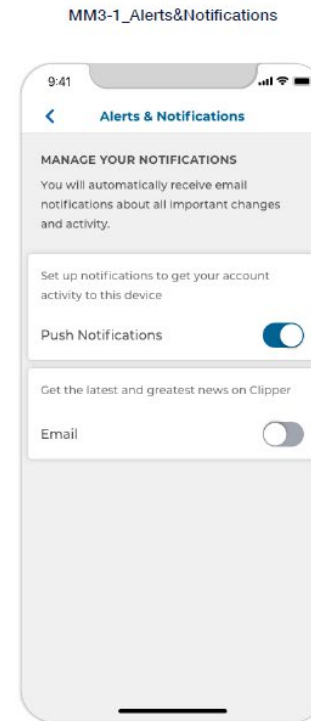 MM3-1_Alerts&Notifications
9:41
Alerts & Notifications
MANAGE YOUR NOTIFICATIONS
You will automatically receive email
notifications about all important changes
and activity.
Set up notifications to get your account
activity to this device
Push Notifications
Get the latest and greatest news on Clipper
Email